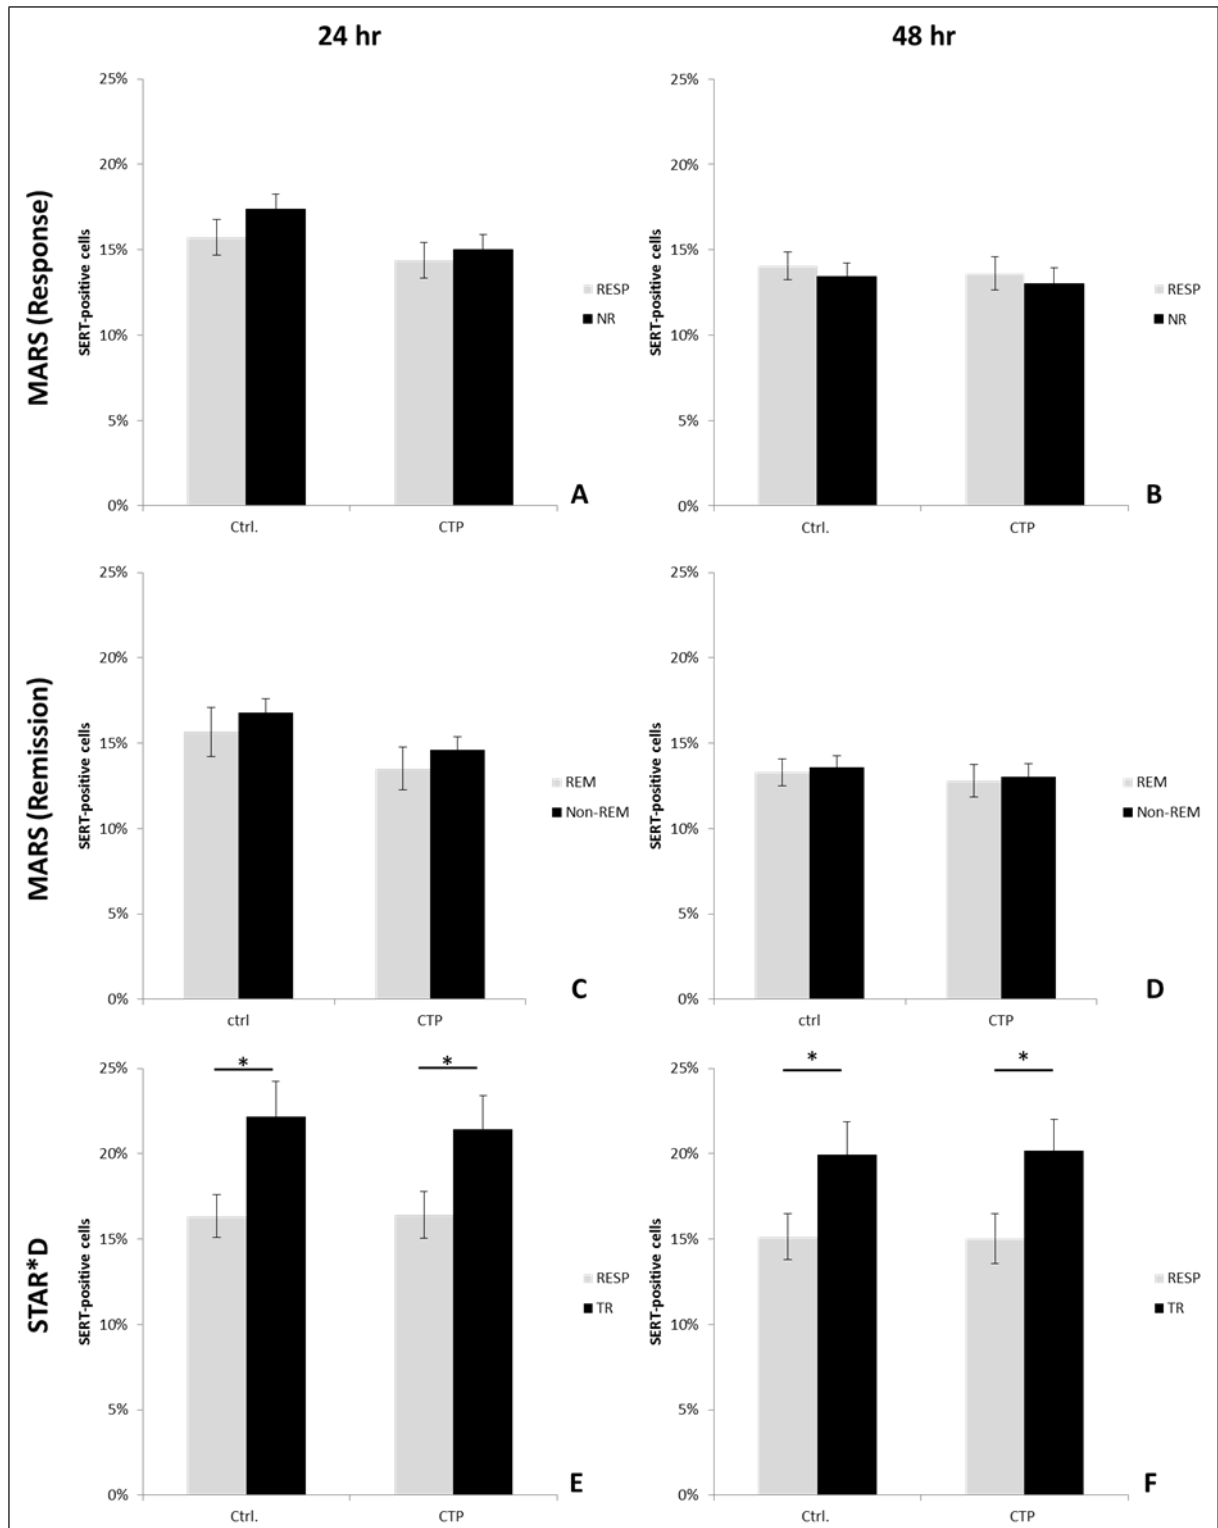 24 hr
48 hr
MARS (Response)
SERT-positive cells
25%
20%
15%
10%
5%
0%
Ctrl.
CTP
RESP
NR
A
SERT-positive cells
25%
20%
15%
10%
5%
0%
Ctrl.
CTP
RESP
NR
B
MARS (Remission)
SERT-positive cells
25%
20%
15%
10%
5%
0%
ctrl
CTP
REM
Non-REM
C
SERT-positive cells
25%
20%
15%
10%
5%
0%
ctrl
CTP
REM
Non-REM
D
STAR*D
SERT-positive cells
25%
20%
15%
10%
5%
0%
*
*
Ctrl.
CTP
RESP
TR
E
SERT-positive cells
25%
20%
15%
10%
5%
0%
*
*
Ctrl.
CTP
RESP
TR
F